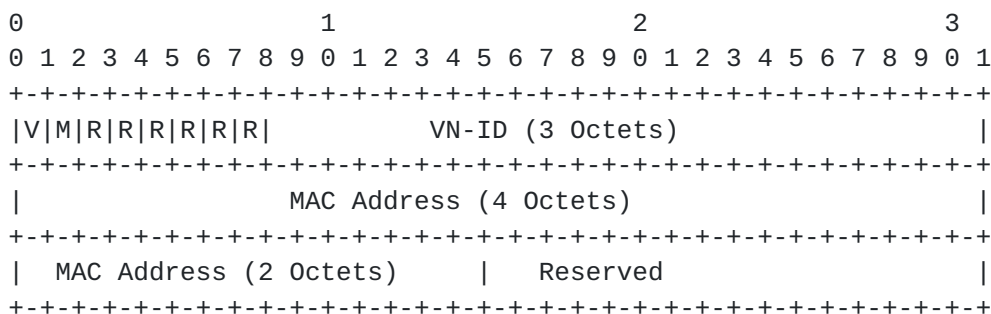 0                   1                   2                   3
0 1 2 3 4 5 6 7 8 9 0 1 2 3 4 5 6 7 8 9 0 1 2 3 4 5 6 7 8 9 0 1
+-+-+-+-+-+-+-+-+-+-+-+-+-+-+-+-+-+-+-+-+-+-+-+-+-+-+-+-+-+-+-+
|V|M|R|R|R|R|R|R|          VN-ID (3 Octets)                   |
+-+-+-+-+-+-+-+-+-+-+-+-+-+-+-+-+-+-+-+-+-+-+-+-+-+-+-+-+-+-+-+
|                 MAC Address (4 Octets)                      |
+-+-+-+-+-+-+-+-+-+-+-+-+-+-+-+-+-+-+-+-+-+-+-+-+-+-+-+-+-+-+-+
|  MAC Address (2 Octets)     |   Reserved                    |
+-+-+-+-+-+-+-+-+-+-+-+-+-+-+-+-+-+-+-+-+-+-+-+-+-+-+-+-+-+-+-+